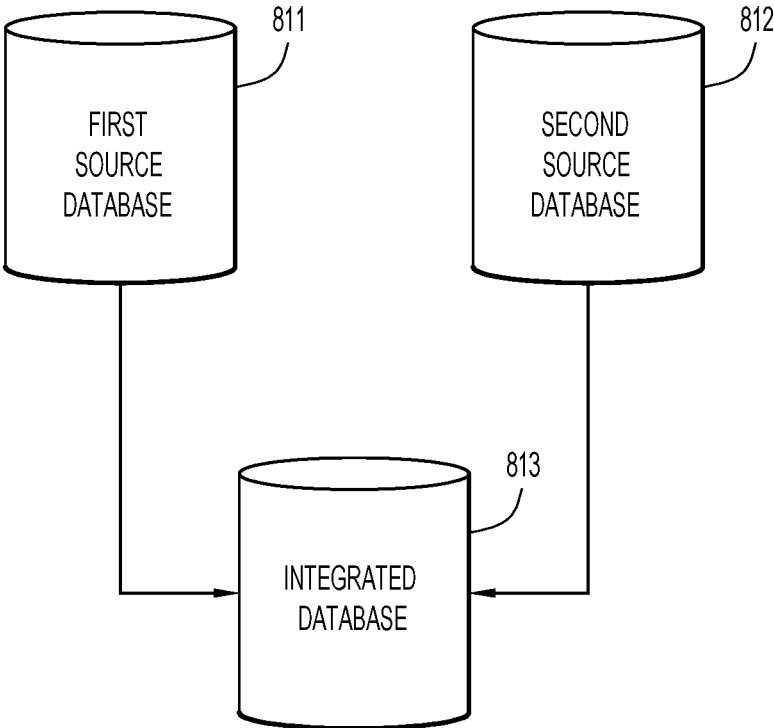 811
FIRST
SOURCE
DATABASE
812
SECOND
SOURCE
DATABASE
813
INTEGRATED
DATABASE